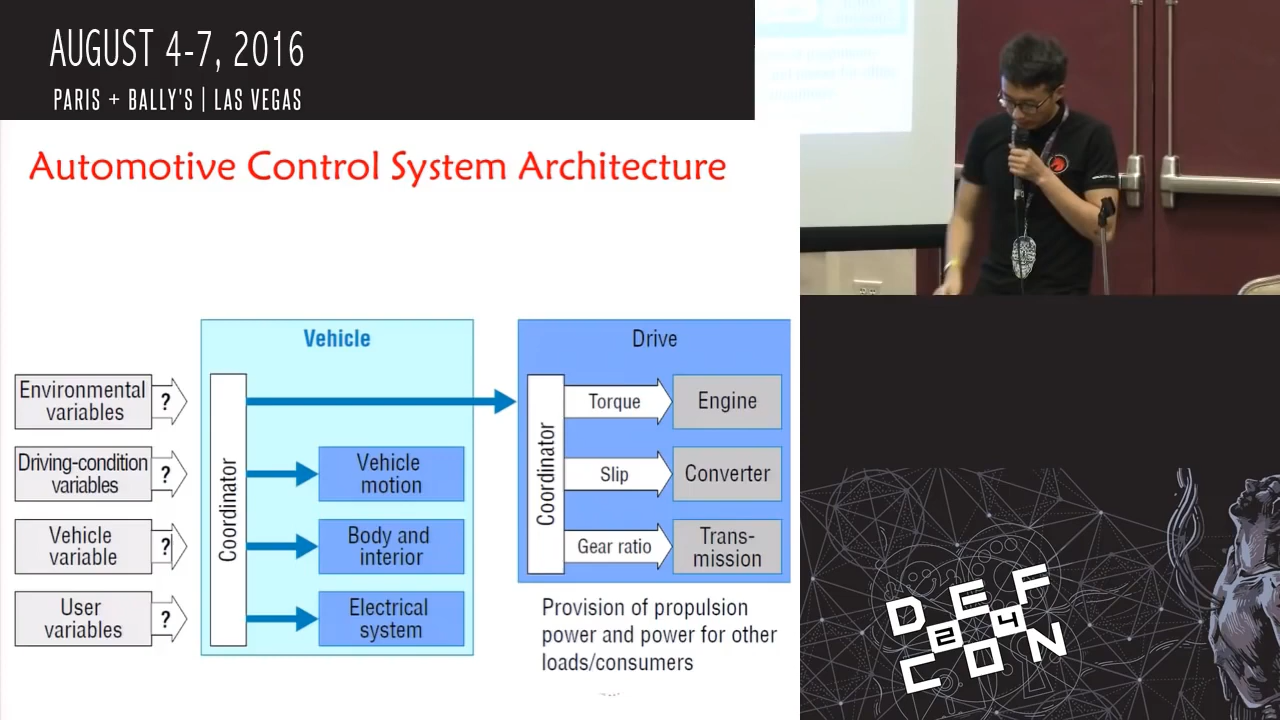 AUGUST 4-7, 2016
PARIS + BALLY'S | LAS VEGAS
Automotive Control System Architecture
Vehicle
Drive
Environmental
variables
?
Driving-condition
variables
?
Vehicle
variable
?
User
variables
?
Coordinator
Vehicle
motion
Body and
interior
Electrical
system
Coordinator
Torque
Engine
Slip
Converter
Gear ratio
Trans-
mission
Provision of propulsion
power and power for other
loads/consumers
DEF
24
CON